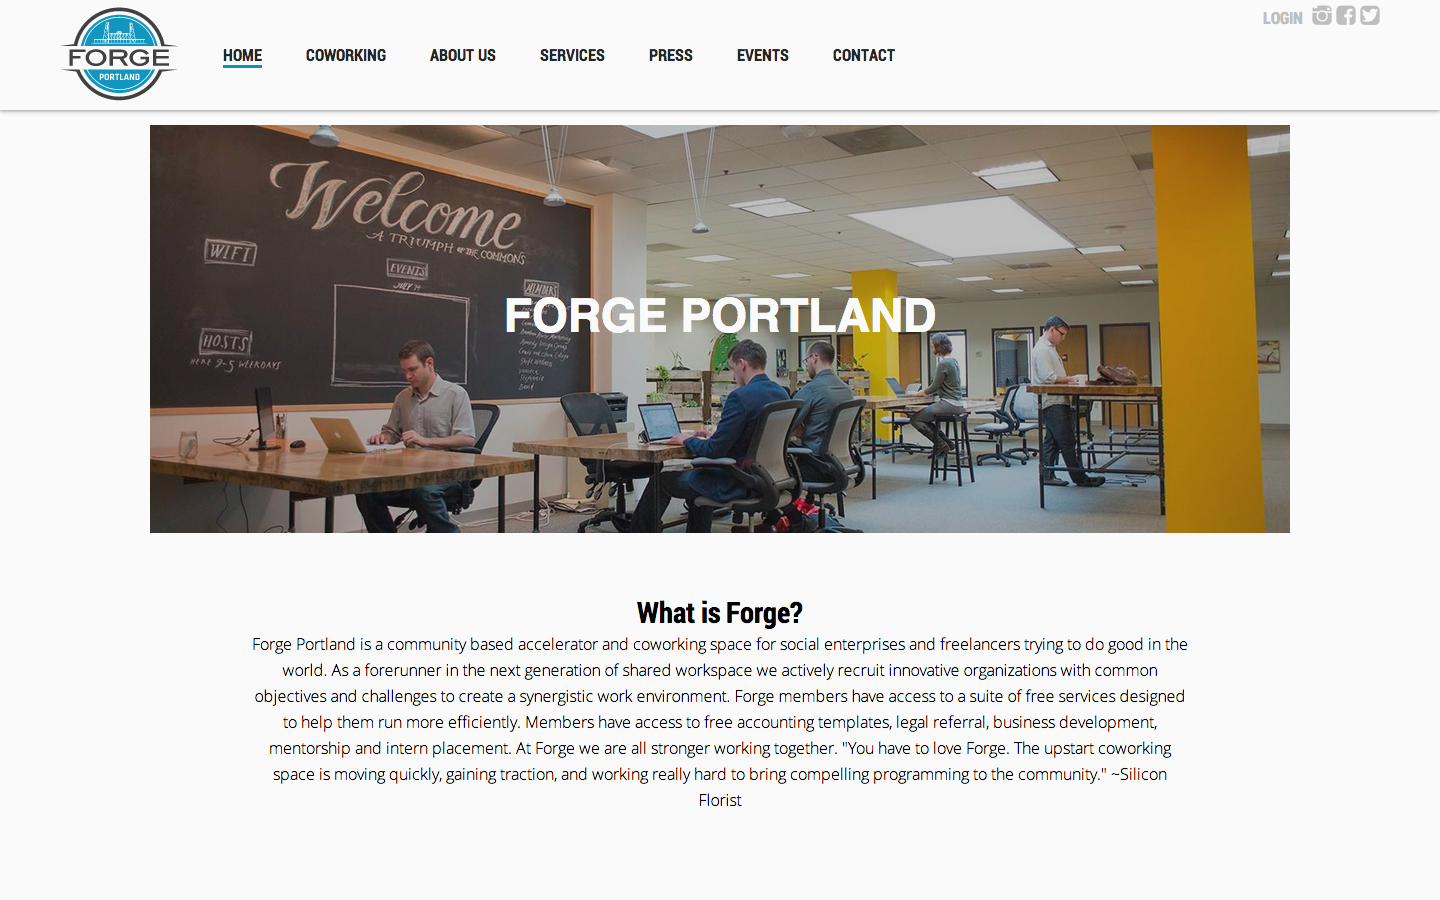 FORGE
PORTLAND
HOME COWORKING ABOUT US SERVICES PRESS EVENTS CONTACT
LOGIN
Welcome
A TRIUMPH OF THE COMMONS
WIFI
EVENTS
JULY 14
MEMBERS
HOSTS
HERE 9-5 WEEKDAYS
FORGE PORTLAND
What is Forge?
Forge Portland is a community based accelerator and coworking space for social enterprises and freelancers trying to do good in the
world. As a forerunner in the next generation of shared workspace we actively recruit innovative organizations with common
objectives and challenges to create a synergistic work environment. Forge members have access to a suite of free services designed
to help them run more efficiently. Members have access to free accounting templates, legal referral, business development,
mentorship and intern placement. At Forge we are all stronger working together. "You have to love Forge. The upstart coworking
space is moving quickly, gaining traction, and working really hard to bring compelling programming to the community." ~Silicon
Florist